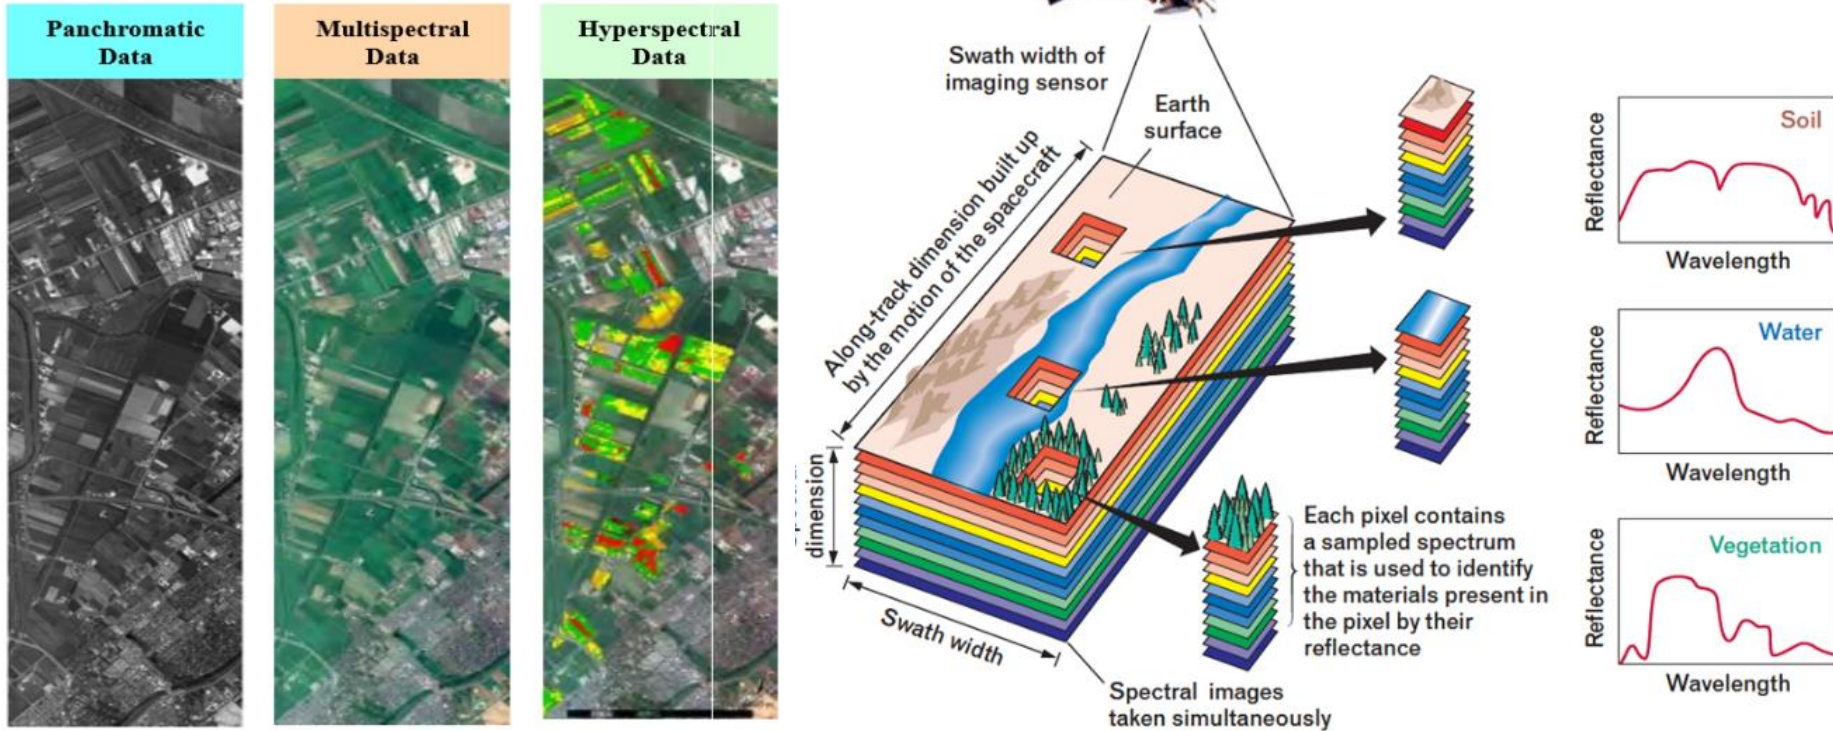 Panchromatic
Data
Multispectral
Data
Hyperspectral
Data
Swath width of
imaging sensor
Earth
surface
Along-track dimension built up
by the motion of the spacecraft
dimension
Swath width
Spectral images
taken simultaneously
Each pixel contains
a sampled spectrum
that is used to identify
the materials present in
the pixel by their
reflectance
Soil
Reflectance
Wavelength
Water
Reflectance
Wavelength
Vegetation
Reflectance
Wavelength